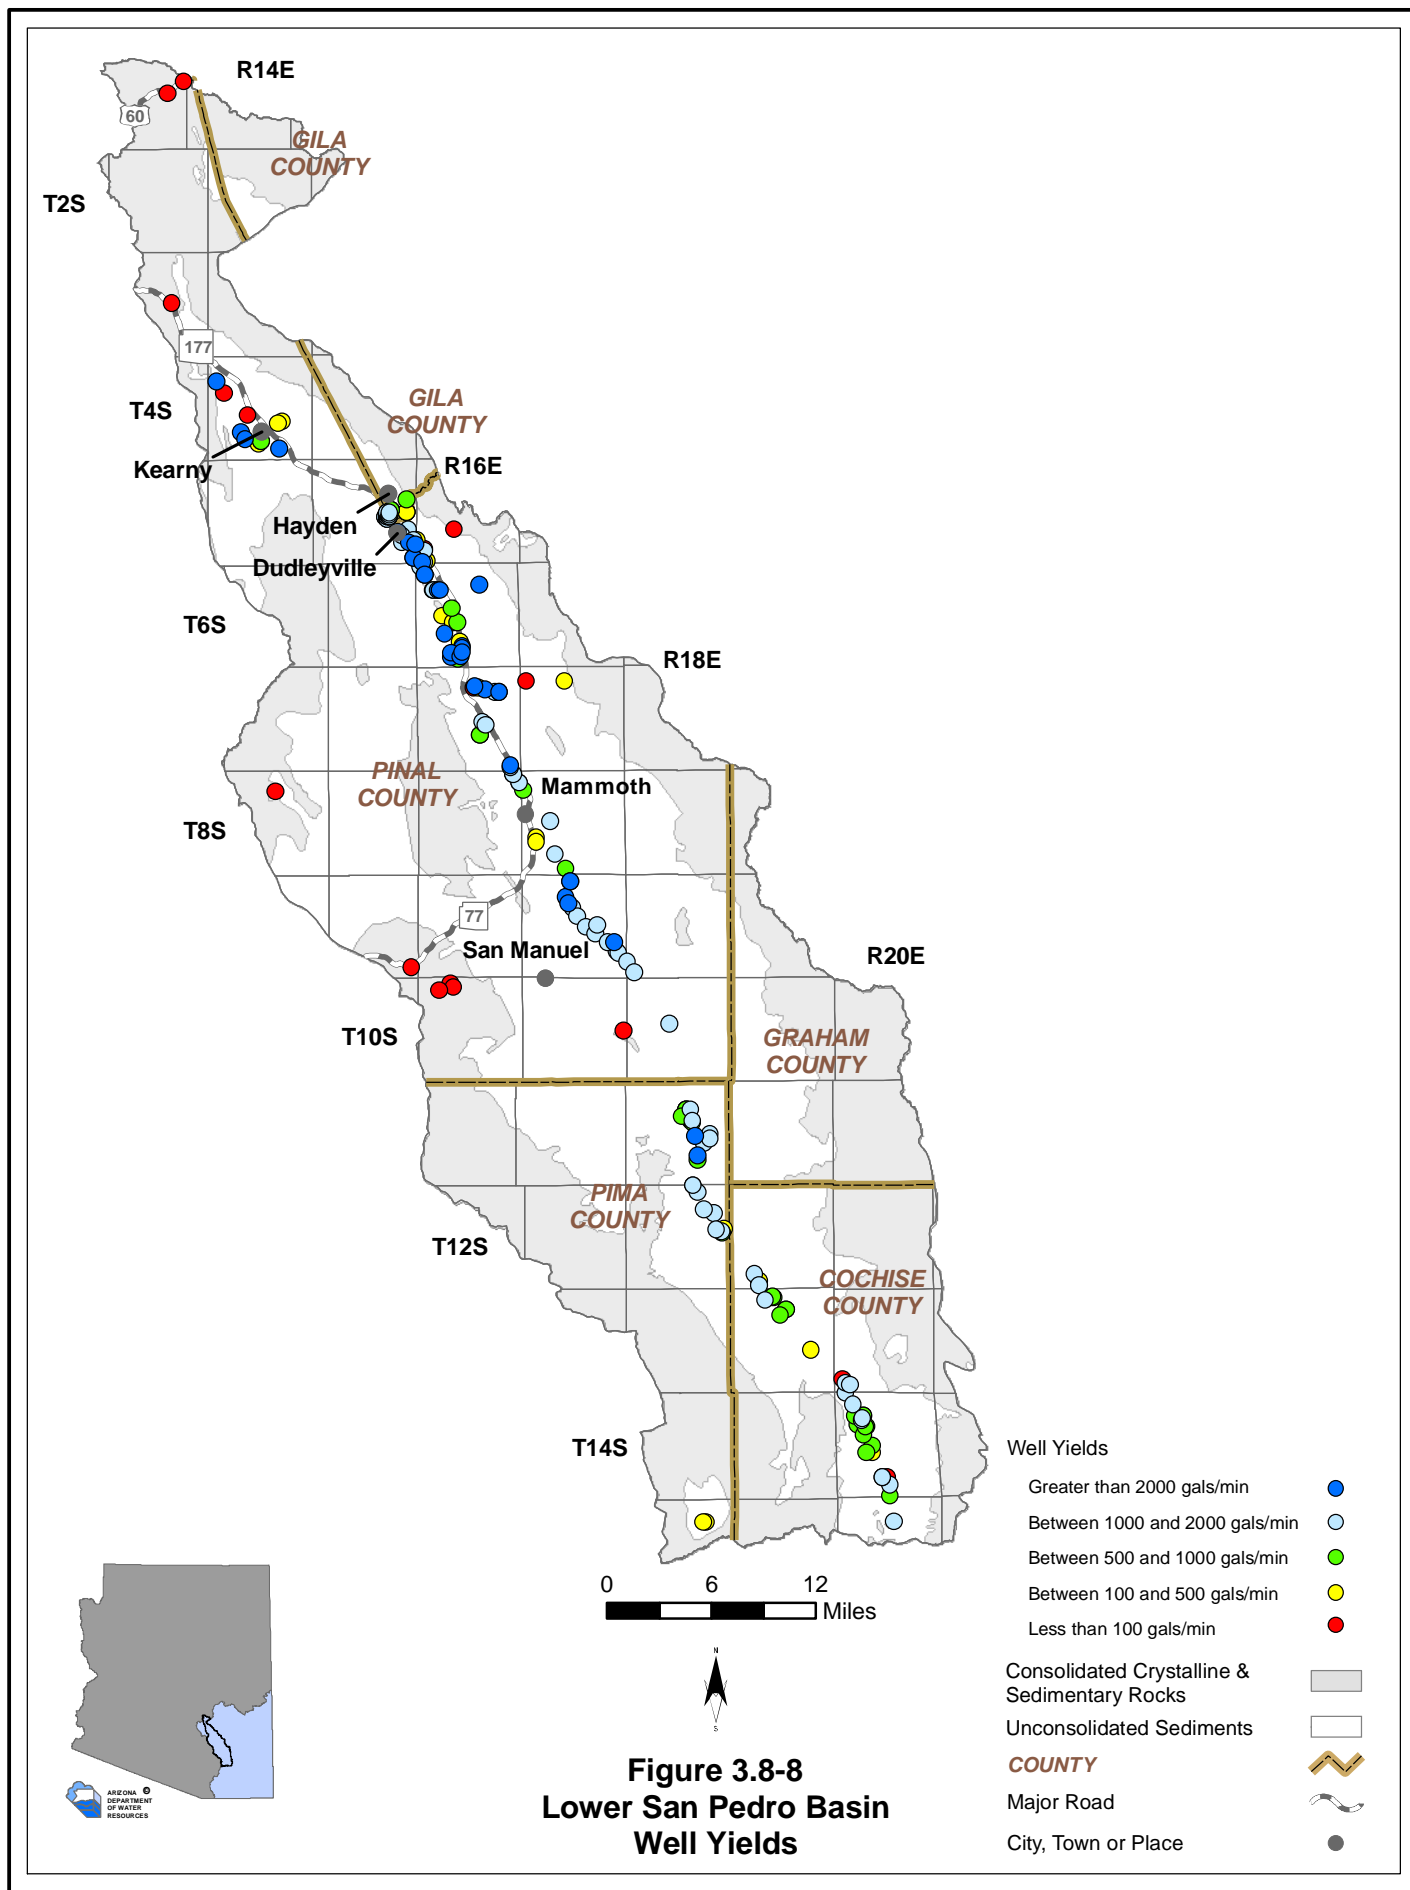 R14E
60
GILA
COUNTY
T2S
177
T4S
GILA
COUNTY
Kearny
R16E
Hayden
Dudleyville
T6S
R18E
PINAL
COUNTY
Mammoth
T8S
77
San Manuel
R20E
T10S
GRAHAM
COUNTY
PIMA
COUNTY
T12S
COCHISE
COUNTY
T14S
Well Yields
Greater than 2000 gals/min
Between 1000 and 2000 gals/min
Between 500 and 1000 gals/min
Between 100 and 500 gals/min
Less than 100 gals/min
Consolidated Crystalline &
Sedimentary Rocks
Unconsolidated Sediments
COUNTY
Major Road
City, Town or Place
0 6 12
Miles
N
S
Figure 3.8-8
Lower San Pedro Basin
Well Yields
ARIZONA ©
DEPARTMENT
OF WATER
RESOURCES